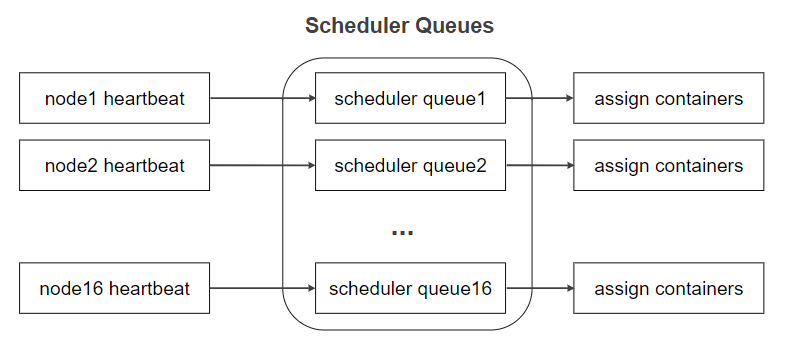 Scheduler Queues
node1 heartbeat
scheduler queue1
assign containers
node2 heartbeat
scheduler queue2
assign containers
...
node16 heartbeat
scheduler queue16
assign containers